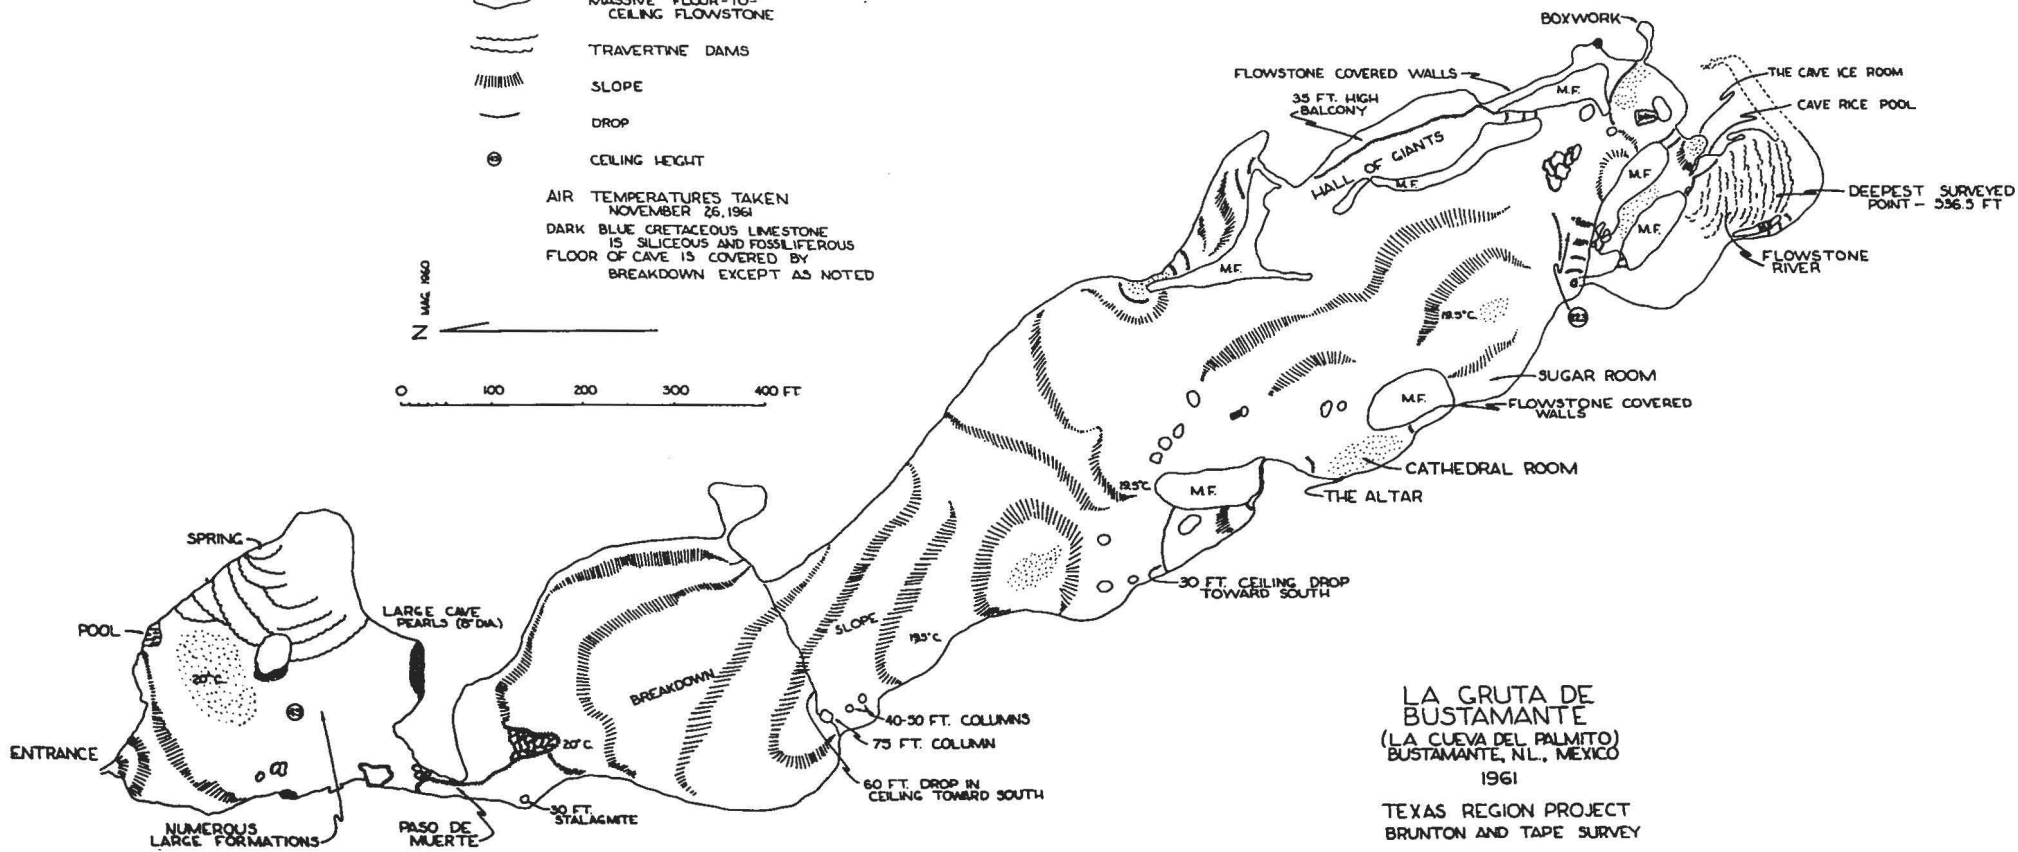 MASSIVE FLOOR-TO-
CEILING FLOWSTONE
TRAVERTINE DAMS
SLOPE
DROP
CEILING HEIGHT
AIR TEMPERATURES TAKEN
NOVEMBER 26, 1961
DARK BLUE CRETACEOUS LIMESTONE
IS SILICEOUS AND FOSSILIFEROUS
FLOOR OF CAVE IS COVERED BY
BREAKDOWN EXCEPT AS NOTED
N MAG 1960
0 100 200 300 400 FT
BOXWORK
FLOWSTONE COVERED WALLS
35 FT. HIGH
BALCONY
HALL OF GIANTS
M.F.
M.F.
M.F.
M.F.
M.F.
THE CAVE ICE ROOM
CAVE RICE POOL
DEEPEST SURVEYED
POINT - 536.5 FT
FLOWSTONE
RIVER
19.5°C.
SUGAR ROOM
M.F.
FLOWSTONE COVERED
WALLS
CATHEDRAL ROOM
THE ALTAR
19.5°C.
M.F.
30 FT. CEILING DROP
TOWARD SOUTH
SPRING
POOL
LARGE CAVE
PEARLS (8" DIA.)
20°C.
ENTRANCE
NUMEROUS
LARGE FORMATIONS
PASO DE
MUERTE
30 FT.
STALAGMITE
20°C.
BREAKDOWN
SLOPE
19.5°C.
40-50 FT. COLUMNS
75 FT. COLUMN
60 FT. DROP IN
CEILING TOWARD SOUTH
LA GRUTA DE
BUSTAMANTE
(LA CUEVA DEL PALMITO)
BUSTAMANTE, N.L., MEXICO
1961
TEXAS REGION PROJECT
BRUNTON AND TAPE SURVEY